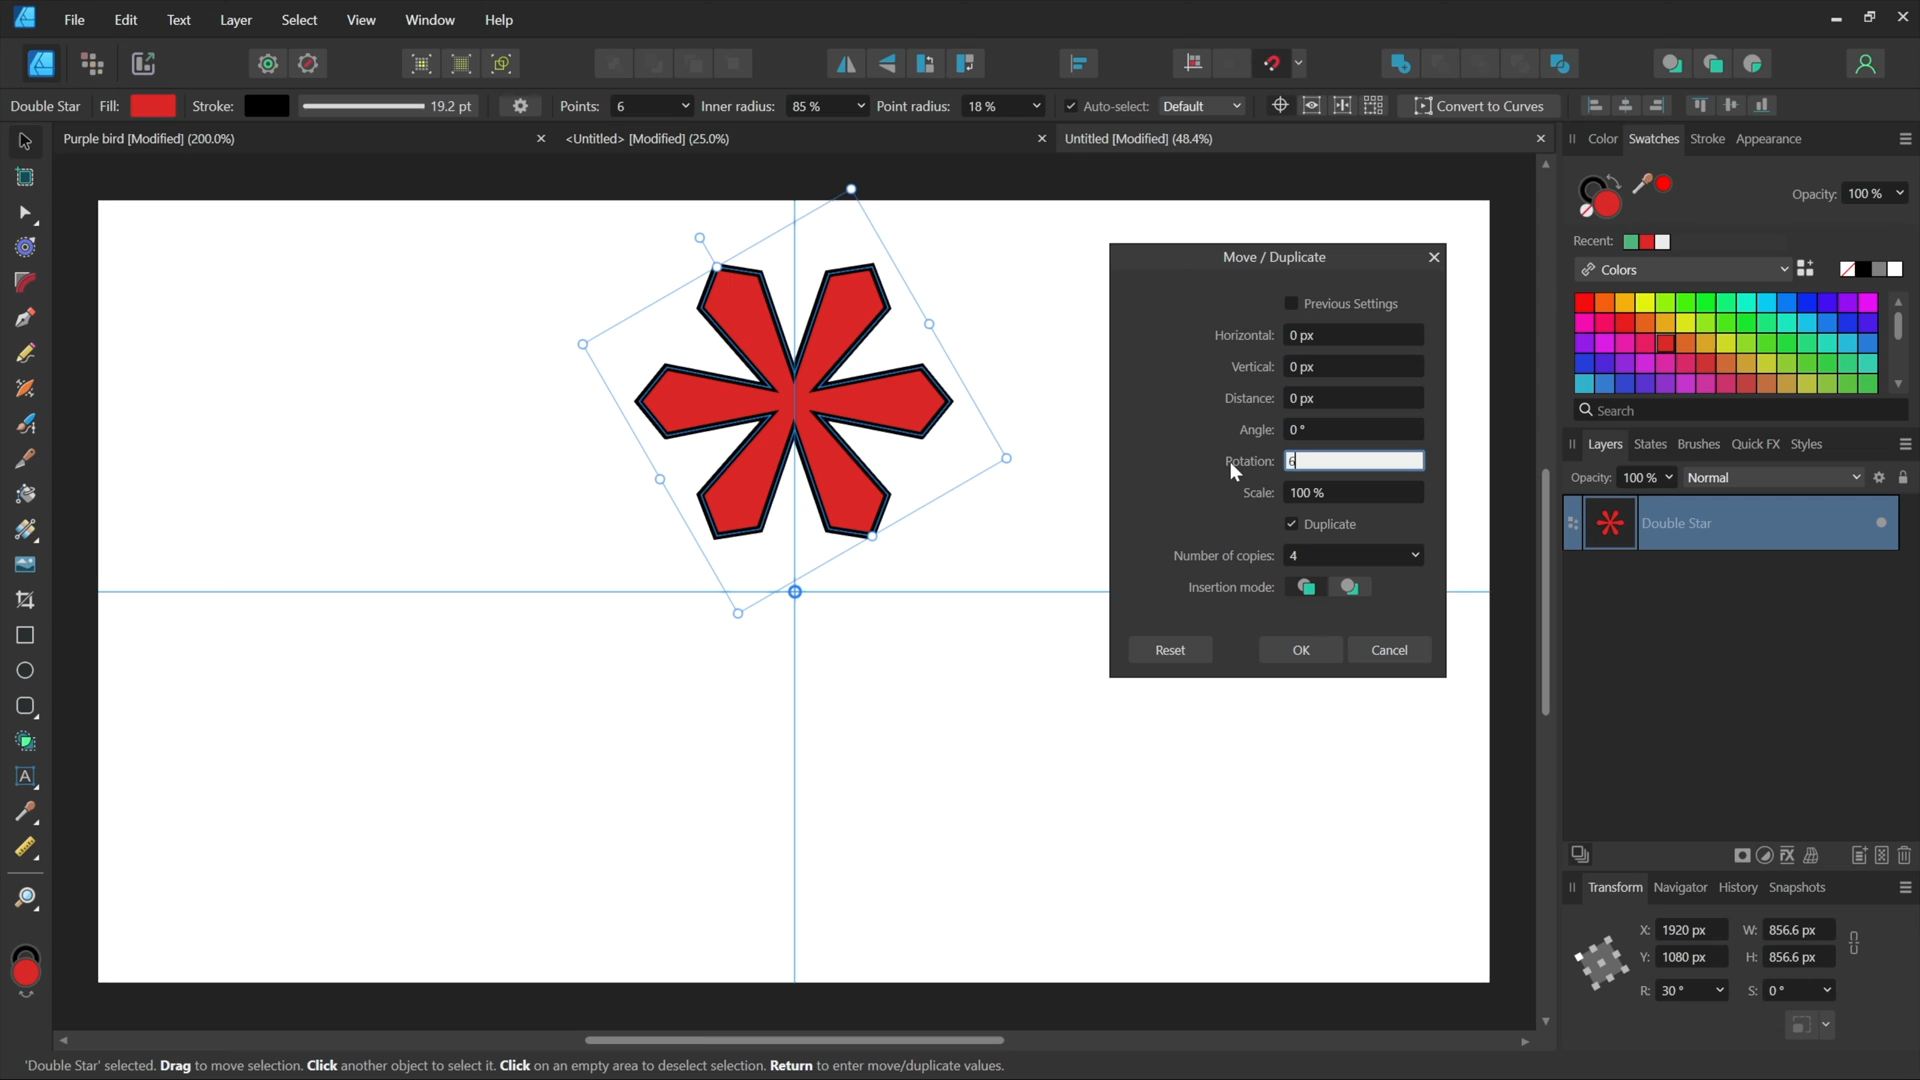 File Edit Text Layer Select View Window Help
Double Star Fill: Stroke: 19.2 pt Points: 6 Inner radius: 85 % Point radius: 18 % Auto-select: Default Convert to Curves
Purple bird [Modified] (200.0%) <Untitled> [Modified] (25.0%) Untitled [Modified] (48.4%)
Color Swatches Stroke Appearance
Opacity: 100 %
Recent:
Colors
Search
Move / Duplicate
Previous Settings
Horizontal: 0 px
Vertical: 0 px
Distance: 0 px
Angle: 0 °
Rotation: 6
Scale: 100 %
Duplicate
Number of copies: 4
Insertion mode:
Reset OK Cancel
Layers States Brushes Quick FX Styles
Opacity: 100 % Normal
Double Star
Transform Navigator History Snapshots
X: 1920 px W: 856.6 px
Y: 1080 px H: 856.6 px
R: 30 ° S: 0 °
'Double Star' selected. Drag to move selection. Click another object to select it. Click on an empty area to deselect selection. Return to enter move/duplicate values.